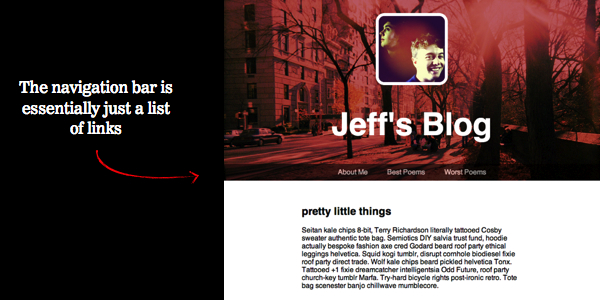 The navigation bar is
essentially just a list
of links
Jeff's Blog
About Me Best Poems Worst Poems
pretty little things
Seitan kale chips 8-bit, Terry Richardson literally tattooed Cosby
sweater authentic tote bag. Semiotics DIY salvia trust fund, hoodie
actually bespoke fashion axe cred Godard beard roof party ethical
leggings helvetica. Squid kogi tumblr, disrupt cornhole biodiesel fixie
roof party direct trade. Wolf kale chips beard pickled helvetica Tonx.
Tattooed +1 fixie dreamcatcher intelligentsia Odd Future, roof party
church-key tumblr Marfa. Try-hard bicycle rights post-ironic retro. Tote
bag scenester banjo chillwave mumblecore.